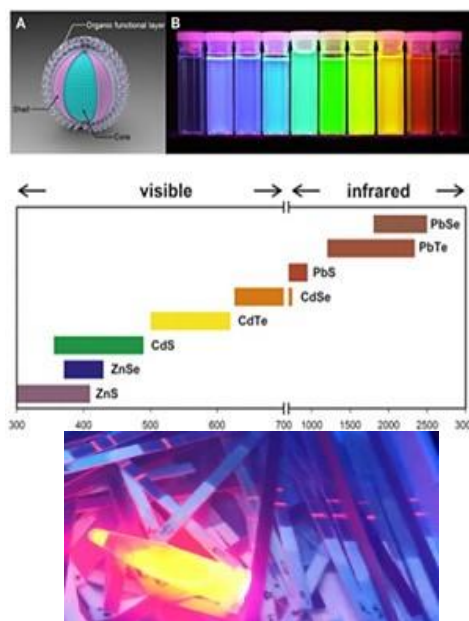 A
Organic functional layer
Shell
Core
B
visible
infrared
PbSe
PbTe
PbS
CdSe
CdTe
CdS
ZnSe
ZnS
300 400 500 600 700 1000 1500 2000 2500 300